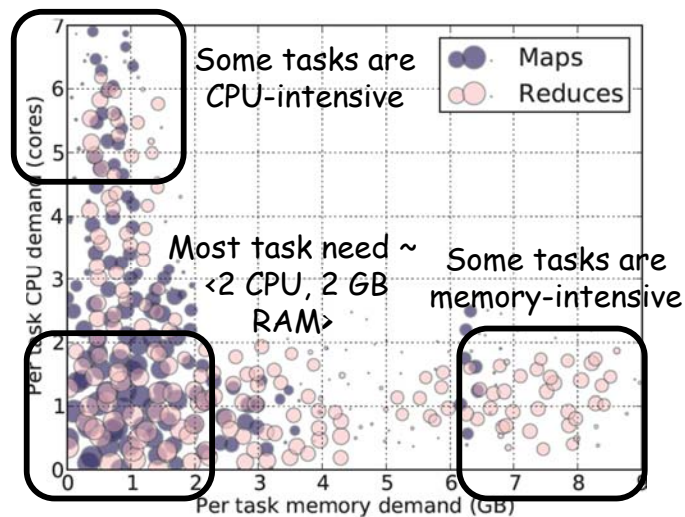 7
6
5
4
3
2
1
0
Per task CPU demand (cores)
Some tasks are
CPU-intensive
Maps
Reduces
Most task need ~
<2 CPU, 2 GB
RAM>
Some tasks are
memory-intensive
0 1 2 3 4 5 6 7 8 9
Per task memory demand (GB)